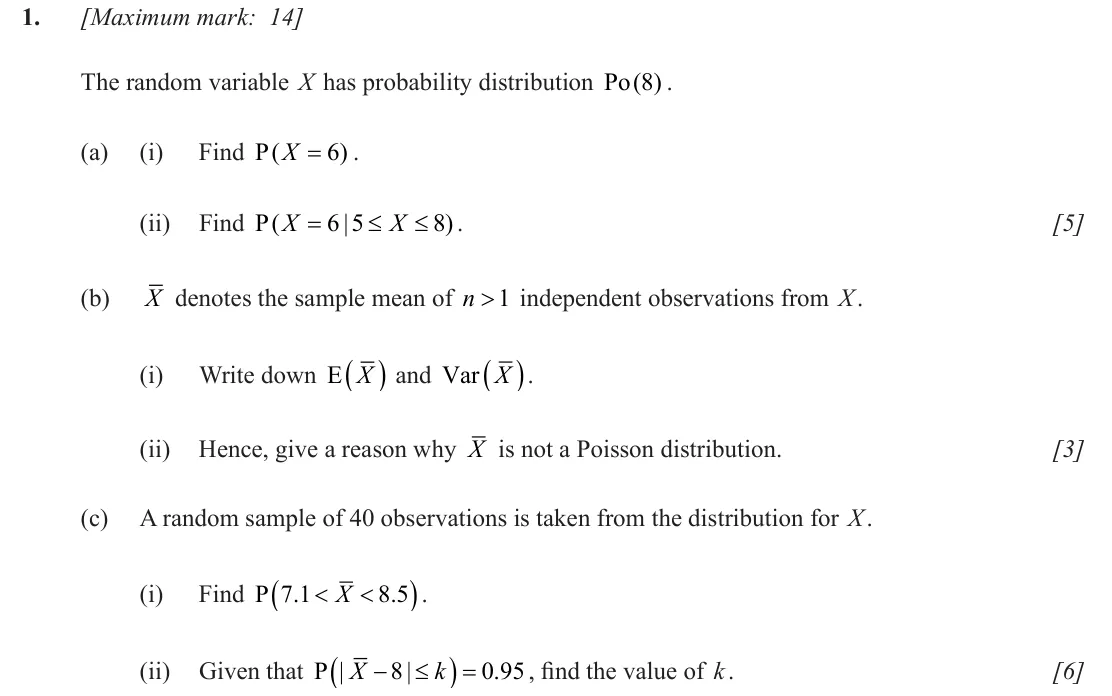 1. [Maximum mark: 14]
The random variable X has probability distribution Po(8).
(a) (i) Find P(X = 6).
(ii) Find P(X = 6 | 5 ≤ X ≤ 8). [5]
(b) X̅ denotes the sample mean of n > 1 independent observations from X.
(i) Write down E(X̅) and Var(X̅).
(ii) Hence, give a reason why X̅ is not a Poisson distribution. [3]
(c) A random sample of 40 observations is taken from the distribution for X.
(i) Find P(7.1 < X̅ < 8.5).
(ii) Given that P(| X̅ − 8 | ≤ k) = 0.95, find the value of k. [6]